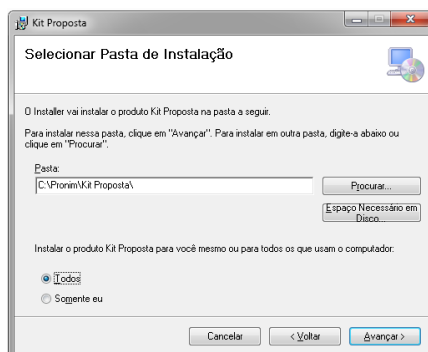 Kit Proposta
Selecionar Pasta de Instalação
O Installer vai instalar o produto Kit Proposta na pasta a seguir.
Para instalar nessa pasta, clique em "Avançar". Para instalar em outra pasta, digite-a abaixo ou
clique em "Procurar".
Pasta:
C:\Pronim\Kit Proposta\
Procurar...
Espaço Necessário em
Disco...
Instalar o produto Kit Proposta para você mesmo ou para todos os que usam o computador:
Todos
Somente eu
Cancelar < Voltar Avançar >